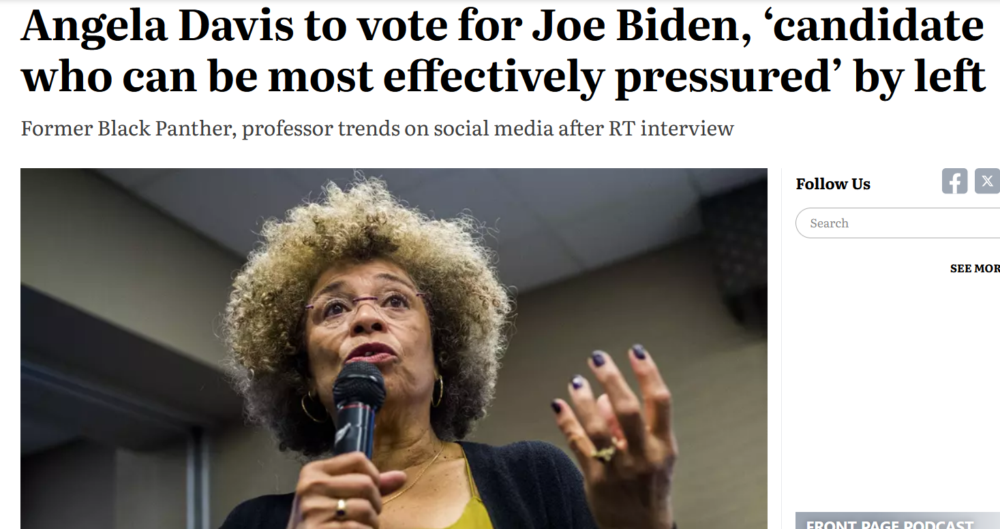 Angela Davis to vote for Joe Biden, ‘candidate
who can be most effectively pressured’ by left
Former Black Panther, professor trends on social media after RT interview
Follow Us
Search
SEE MOR
FRONT PAGE PODCAST